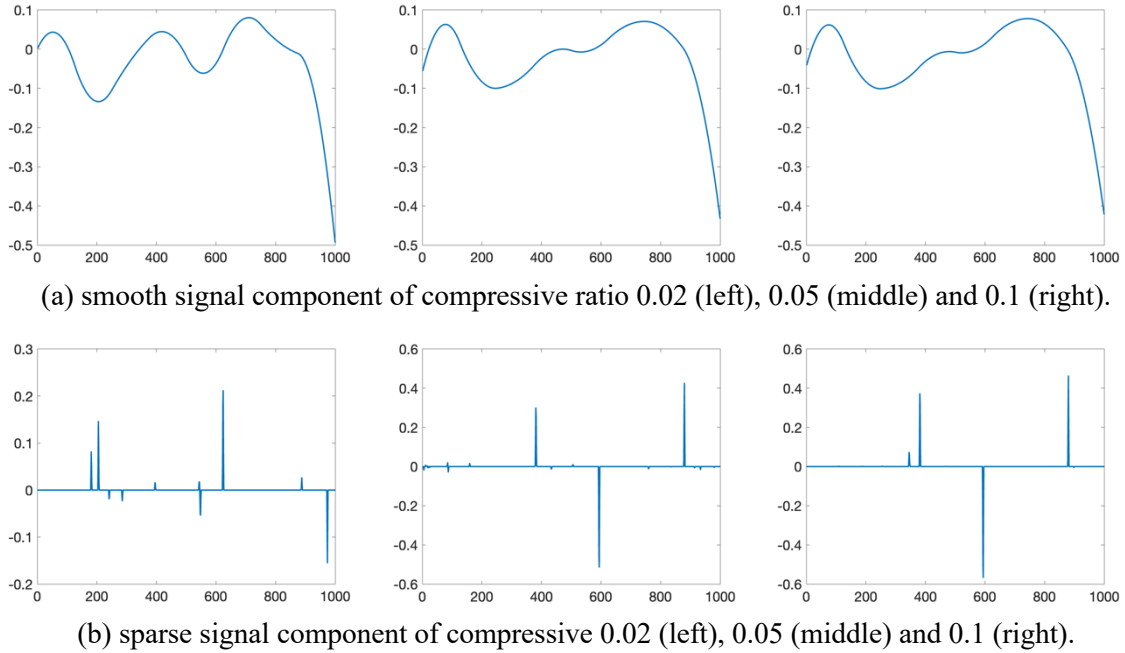 0.1 0.1 0.1
0 0 0
-0.1 -0.1 -0.1
-0.2 -0.2 -0.2
-0.3 -0.3 -0.3
-0.4 -0.4 -0.4
-0.5 -0.5 -0.5
0 200 400 600 800 1000 0 200 400 600 800 1000 0 200 400 600 800 1000
(a) smooth signal component of compressive ratio 0.02 (left), 0.05 (middle) and 0.1 (right).
0.3 0.6 0.6
0.2 0.4 0.4
0.1 0.2 0.2
0 0 0
-0.1 -0.2 -0.2
-0.2 -0.4 -0.4
-0.6 -0.6
0 200 400 600 800 1000 0 200 400 600 800 1000 0 200 400 600 800 1000
(b) sparse signal component of compressive 0.02 (left), 0.05 (middle) and 0.1 (right).